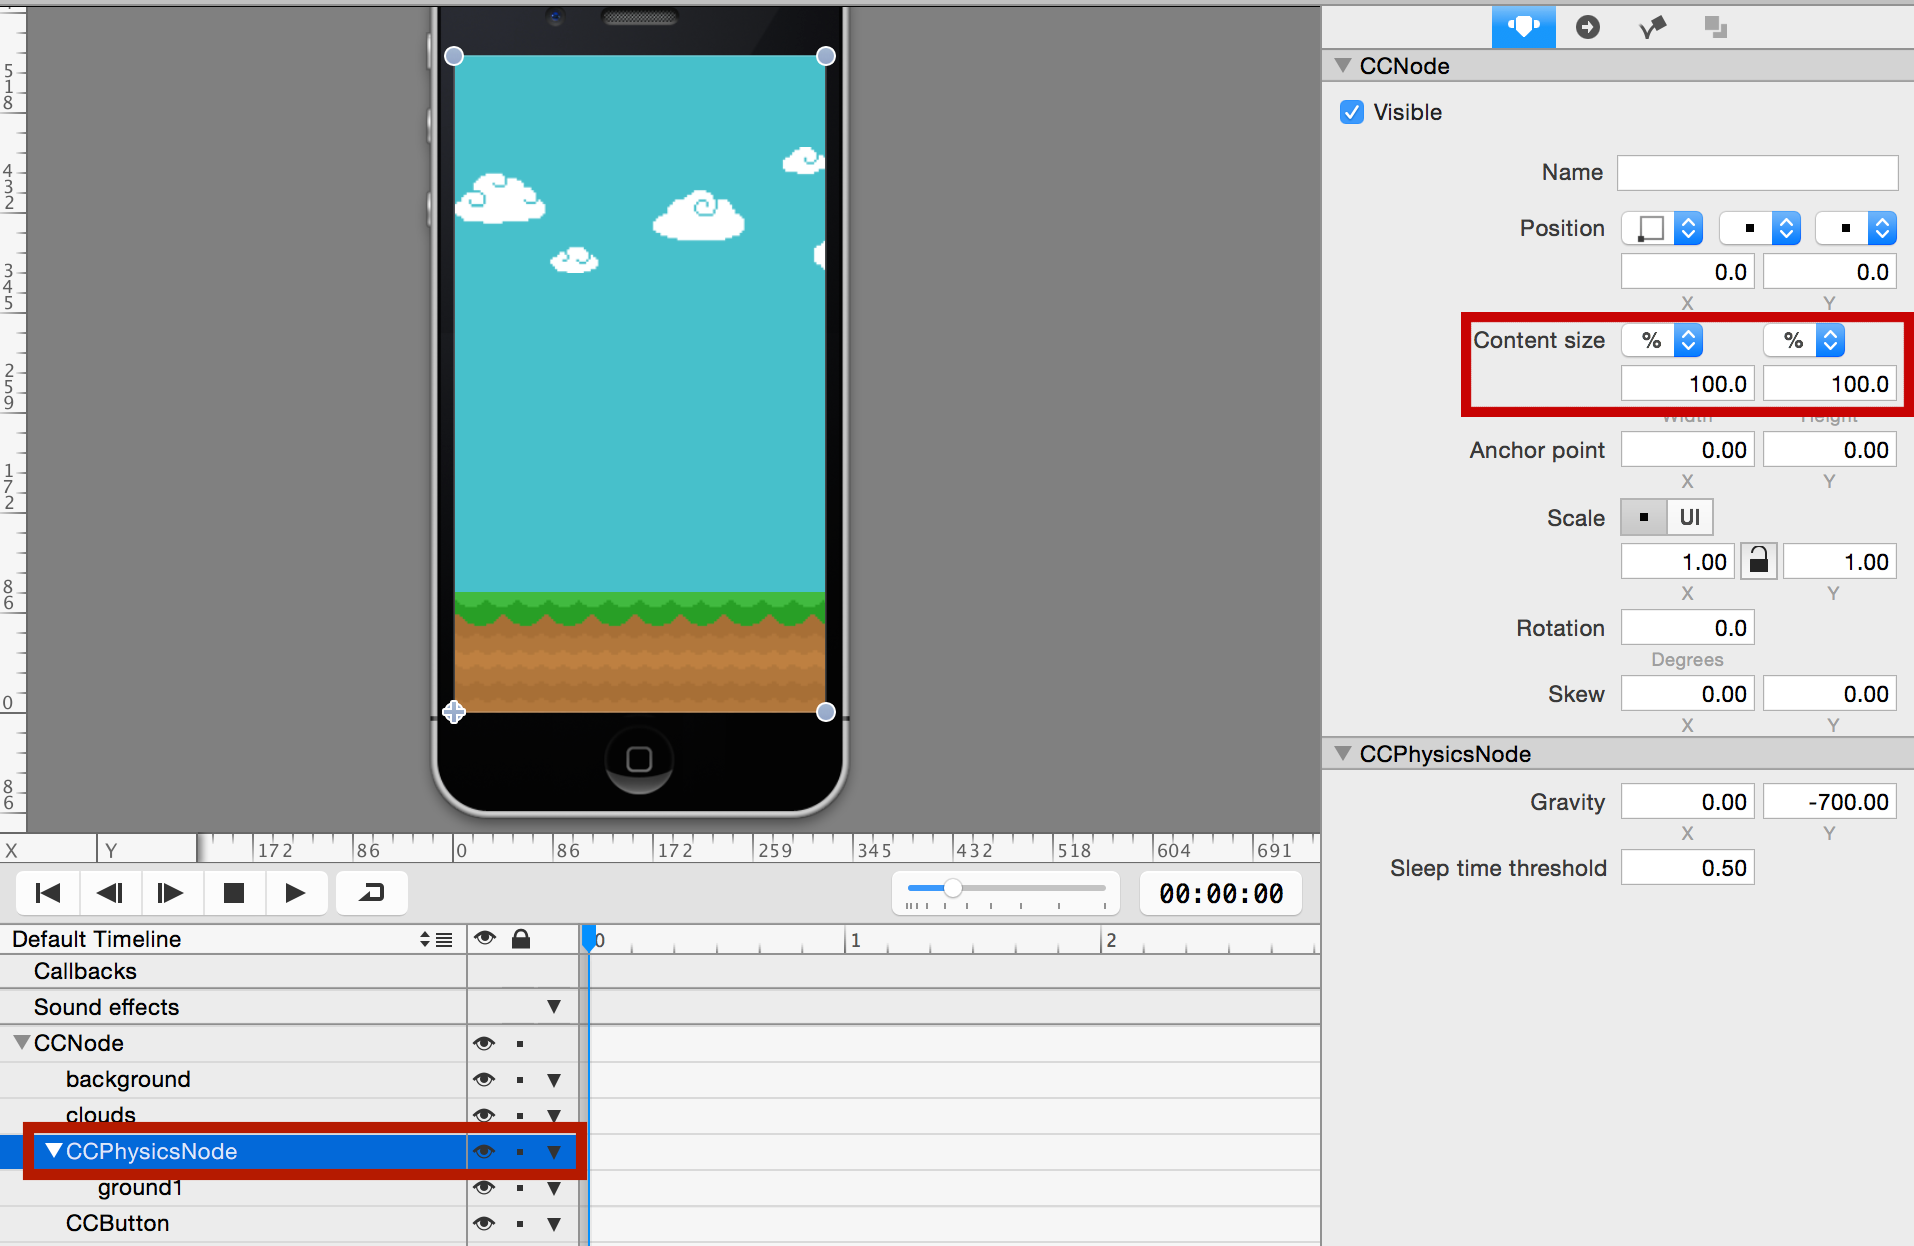 CCNode
Visible
Name
Position
0.0 0.0
X Y
Content size % %
100.0 100.0
Width Height
Anchor point 0.00 0.00
X Y
Scale UI
1.00 1.00
X Y
Rotation 0.0
Degrees
Skew 0.00 0.00
X Y
CCPhysicsNode
Gravity 0.00 -700.00
X Y
Sleep time threshold 0.50
518
432
345
259
172
86
0
86
X Y 172 86 0 86 172 259 345 432 518 604 691
00:00:00
Default Timeline 0 1 2
Callbacks
Sound effects
CCNode
background
clouds
CCPhysicsNode
ground1
CCButton